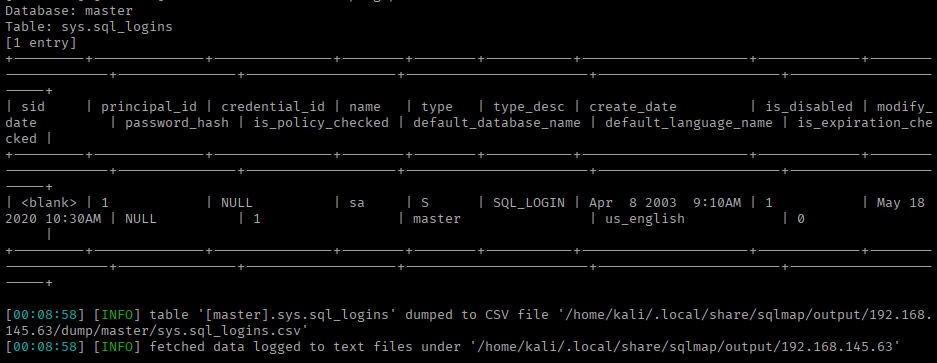 Database: master
Table: sys.sql_logins
[1 entry]
+---------+--------------+---------------+--------+--------+-----------+---------------------+-------------+--------
---------------+---------------+--------------------+-----------------------+-----------------------+----------------
-----+
| sid     | principal_id | credential_id | name   | type   | type_desc | create_date         | is_disabled | modify_
date         | password_hash | is_policy_checked | default_database_name | default_language_name | is_expiration_che
cked |
+---------+--------------+---------------+--------+--------+-----------+---------------------+-------------+--------
---------------+---------------+--------------------+-----------------------+-----------------------+----------------
-----+
| <blank> | 1            | NULL          | sa     | S      | SQL_LOGIN | Apr  8 2003  9:10AM | 1           | May 18
2020 10:30AM | NULL          | 1                 | master                | us_english            | 0
     |
+---------+--------------+---------------+--------+--------+-----------+---------------------+-------------+--------
---------------+---------------+--------------------+-----------------------+-----------------------+----------------
-----+
[00:08:58] [INFO] table '[master].sys.sql_logins' dumped to CSV file '/home/kali/.local/share/sqlmap/output/192.168.
145.63/dump/master/sys.sql_logins.csv'
[00:08:58] [INFO] fetched data logged to text files under '/home/kali/.local/share/sqlmap/output/192.168.145.63'